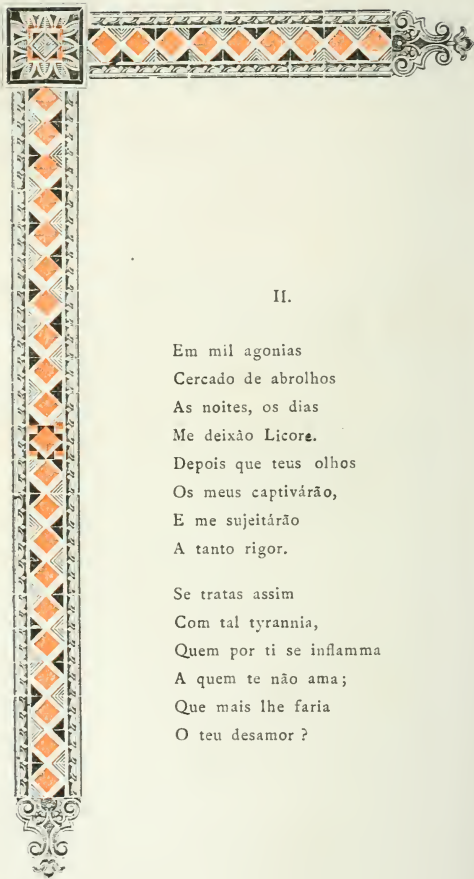 II.
Em mil agonias
Cercado de abrolhos
As noites, os dias
Me deixão Licore.
Depois que teus olhos
Os meus captivárão,
E me sujeitárão
A tanto rigor.
Se tratas assim
Com tal tyrannia,
Quem por ti se inflamma
A quem te não ama;
Que mais lhe faria
O teu desamor ?